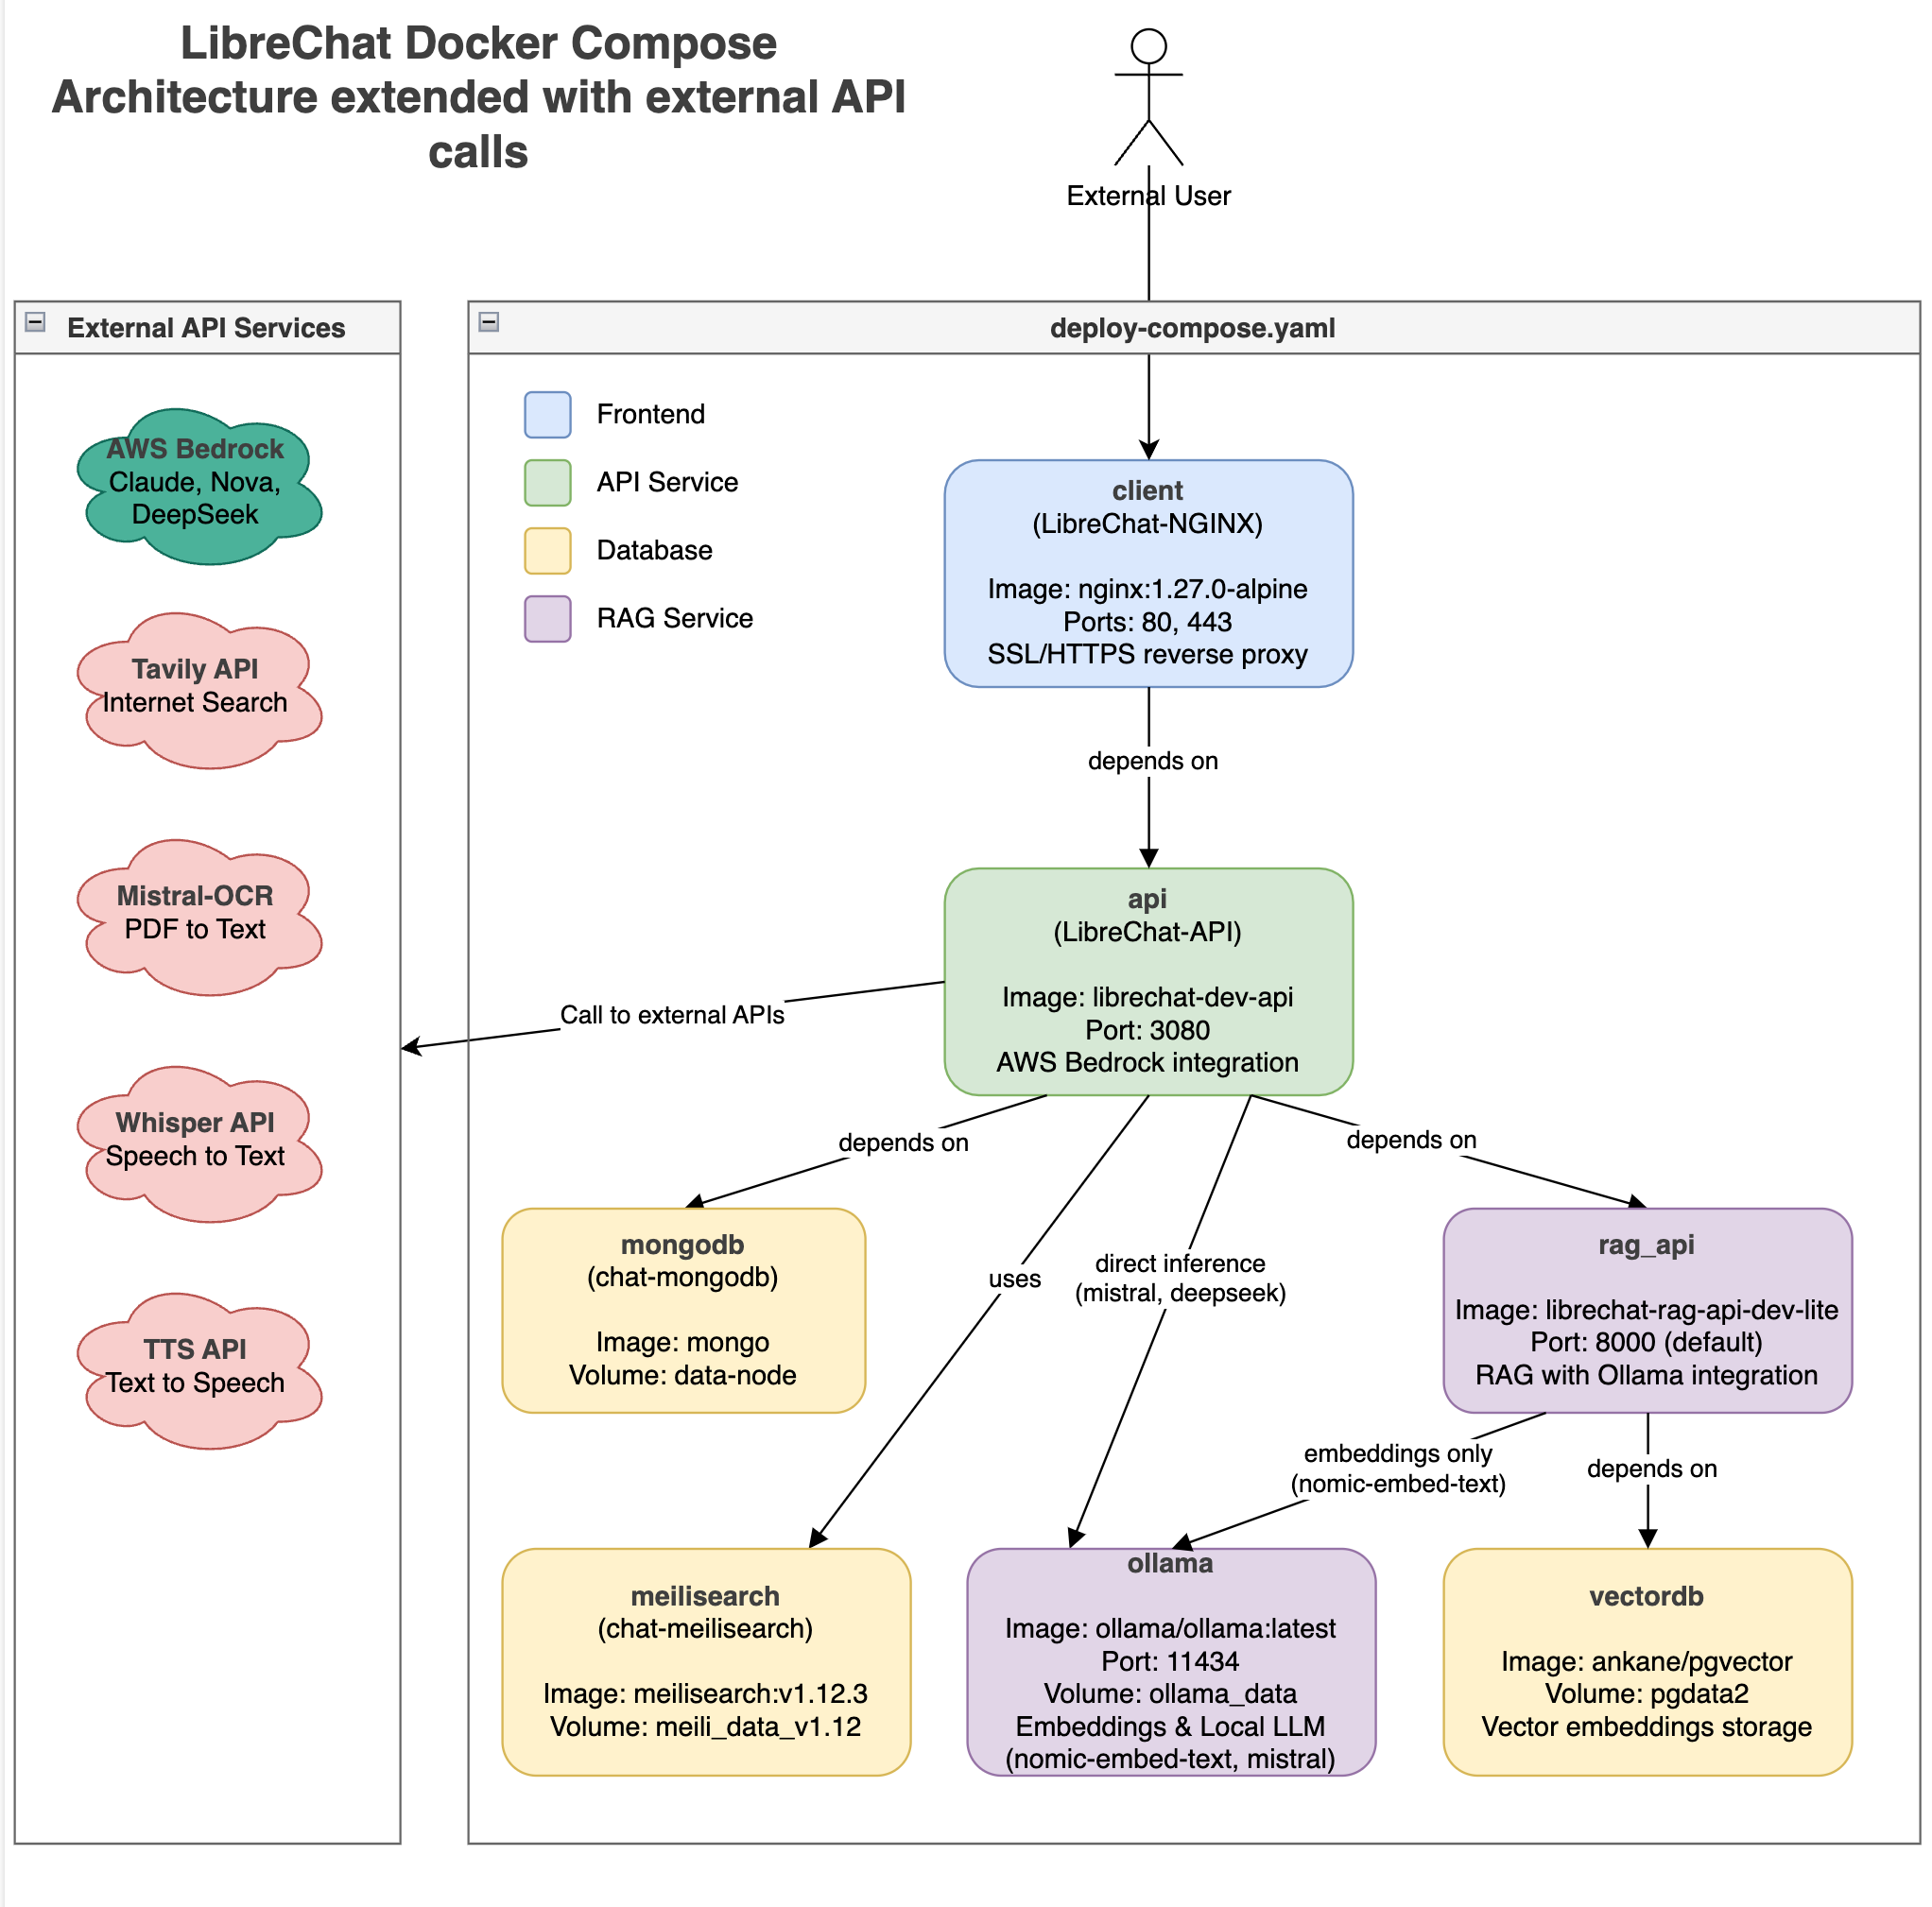 LibreChat Docker Compose
Architecture extended with external API
calls
External User
External API Services
AWS Bedrock
Claude, Nova,
DeepSeek
Tavily API
Internet Search
Mistral-OCR
PDF to Text
Whisper API
Speech to Text
TTS API
Text to Speech
deploy-compose.yaml
Frontend
API Service
Database
RAG Service
client
(LibreChat-NGINX)
Image: nginx:1.27.0-alpine
Ports: 80, 443
SSL/HTTPS reverse proxy
depends on
api
(LibreChat-API)
Image: librechat-dev-api
Port: 3080
AWS Bedrock integration
Call to external APIs
depends on
uses
direct inference
(mistral, deepseek)
depends on
mongodb
(chat-mongodb)
Image: mongo
Volume: data-node
rag_api
Image: librechat-rag-api-dev-lite
Port: 8000 (default)
RAG with Ollama integration
embeddings only
(nomic-embed-text)
depends on
meilisearch
(chat-meilisearch)
Image: meilisearch:v1.12.3
Volume: meili_data_v1.12
ollama
Image: ollama/ollama:latest
Port: 11434
Volume: ollama_data
Embeddings & Local LLM
(nomic-embed-text, mistral)
vectordb
Image: ankane/pgvector
Volume: pgdata2
Vector embeddings storage